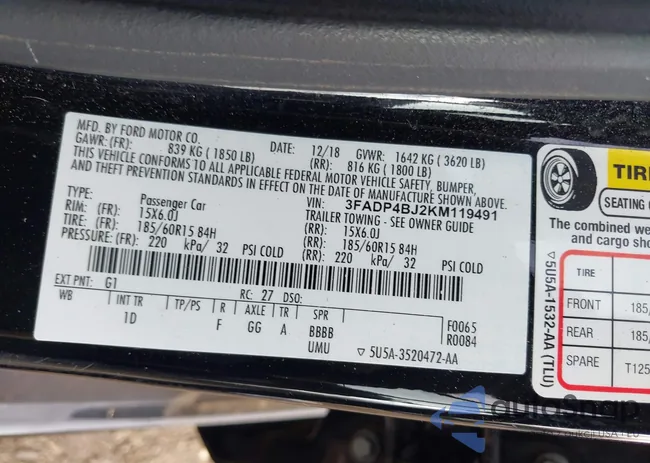 MFD. BY FORD MOTOR CO.
DATE: 12/18 GVWR: 1642 KG ( 3620 LB)
GAWR: (FR): 839 KG ( 1850 LB) (RR): 816 KG ( 1800 LB)
THIS VEHICLE CONFORMS TO ALL APPLICABLE FEDERAL MOTOR VEHICLE SAFETY, BUMPER,
AND THEFT PREVENTION STANDARDS IN EFFECT ON THE DATE OF MANUFACTURE SHOWN ABOVE.
VIN: 3FADP4BJ2KM119491
TYPE: Passenger Car TRAILER TOWING - SEE OWNER GUIDE
RIM: (FR): 15X6.0J (RR): 15X6.0J
TIRE: (FR): 185/60R15 84H (RR): 185/60R15 84H
PRESSURE: (FR): 220 kPa/ 32 PSI COLD (RR): 220 kPa/ 32 PSI COLD
EXT PNT: G1 RC: 27 DSO:
WB INT TR TP/PS R AXLE TR SPR F0065
1D F GG A BBBB R0084
UMU ▽ 5U5A-3520472-AA
TIRE
SEATING
The combined
and cargo
TIRE
FRONT 185/
REAR 185/
SPARE T125
▽ 5U5A-1532-AA (TLU)
autoSnap